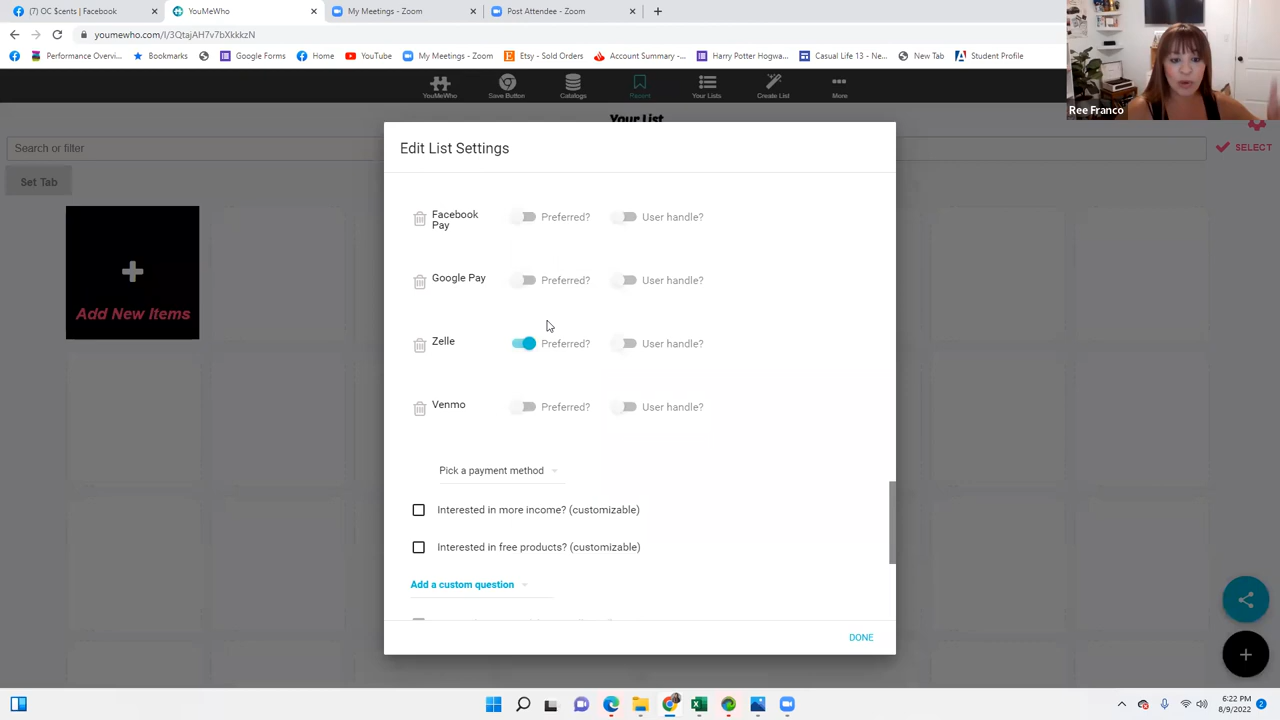 (7) OC $cents | Facebook
YouMeWho
My Meetings - Zoom
Post Attendee - Zoom
youmewho.com/l/3QtajAH7v7bXkkkzN
Performance Overvi...
Bookmarks
Google Forms
Home
YouTube
My Meetings – Zoom
Etsy - Sold Orders
Account Summary -...
Harry Potter Hogwa...
Casual Life 13 – Ne...
New Tab
Student Profile
YouMeWho
Save Button
Catalogs
Recent
Your Lists
Create List
More
Ree Franco
Your List
Search or filter
SELECT
Set Tab
Add New Items
Edit List Settings
Facebook
Pay
Preferred?
User handle?
Google Pay
Preferred?
User handle?
Zelle
Preferred?
User handle?
Venmo
Preferred?
User handle?
Pick a payment method
Interested in more income? (customizable)
Interested in free products? (customizable)
Add a custom question
DONE
6:22 PM
8/9/2022
2